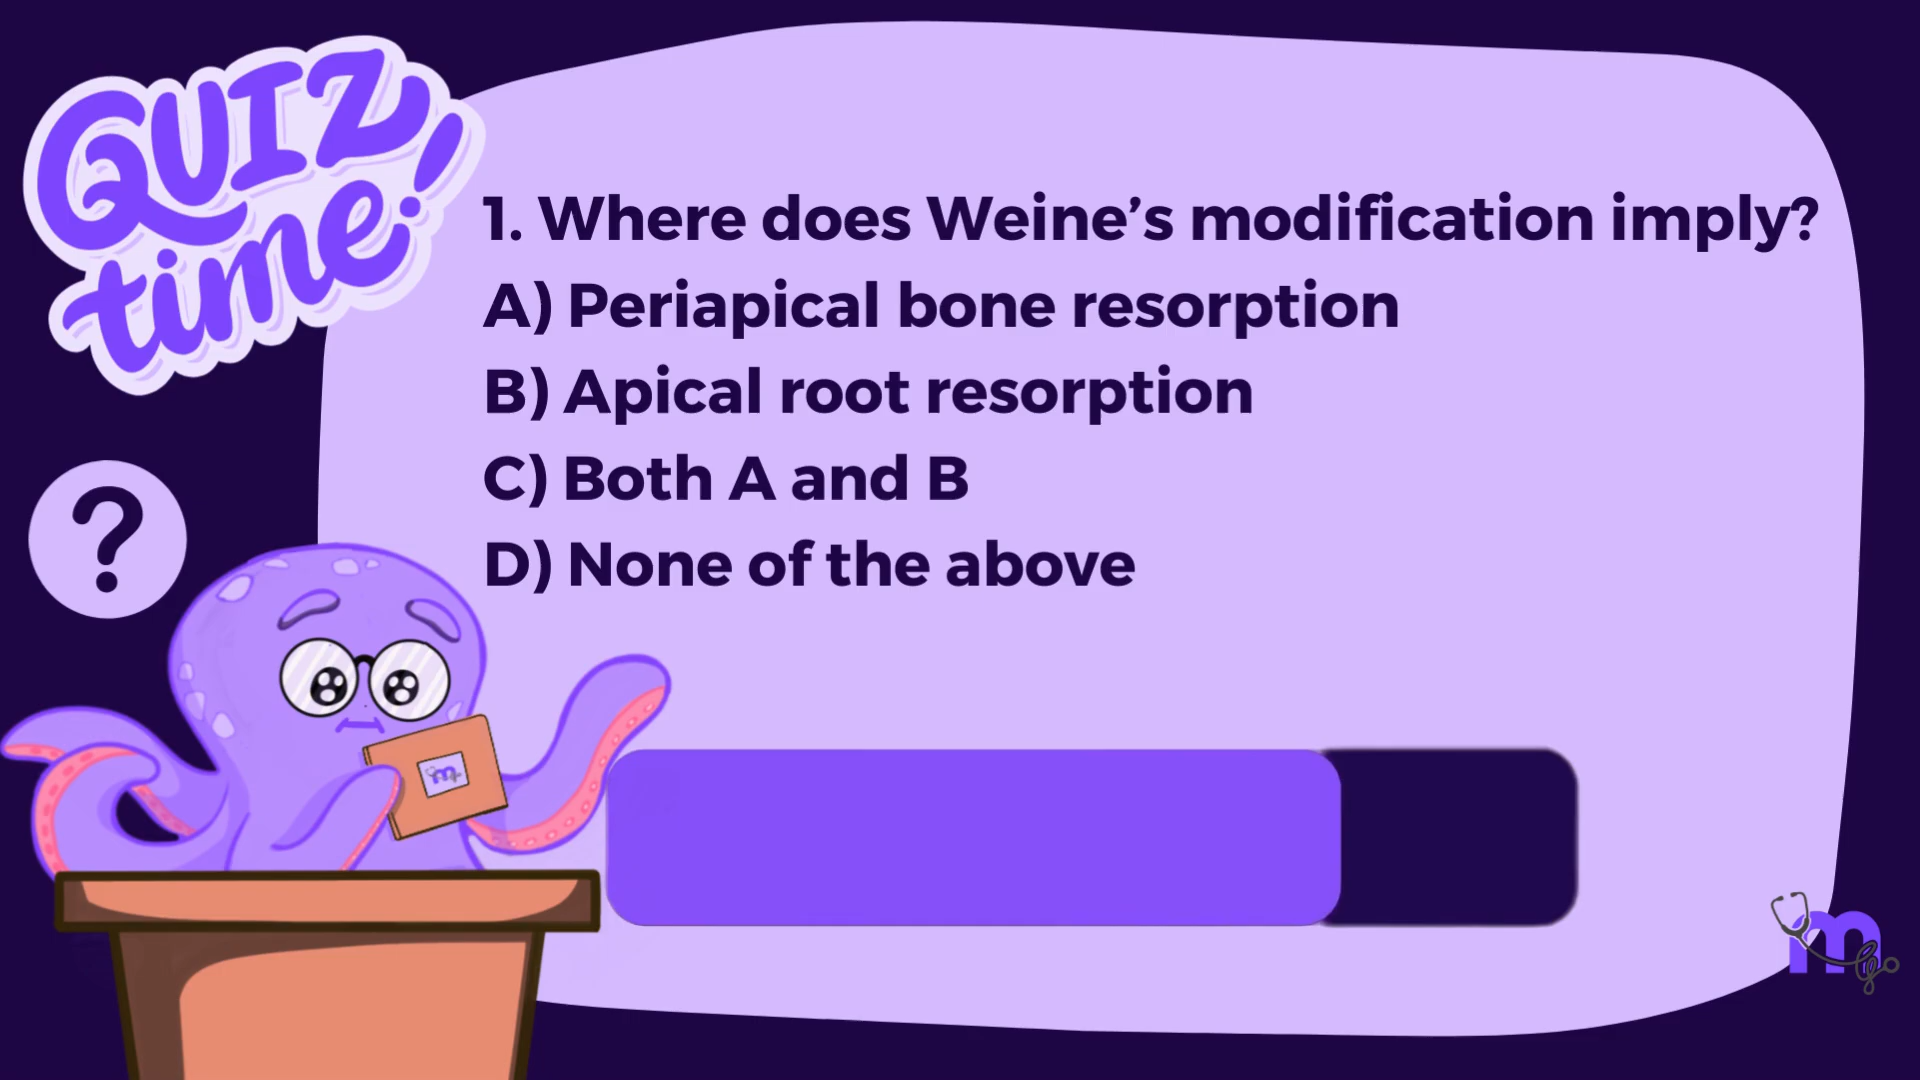 QUIZ
time!
1. Where does Weine’s modification imply?
A) Periapical bone resorption
B) Apical root resorption
C) Both A and B
D) None of the above
?
m
m go